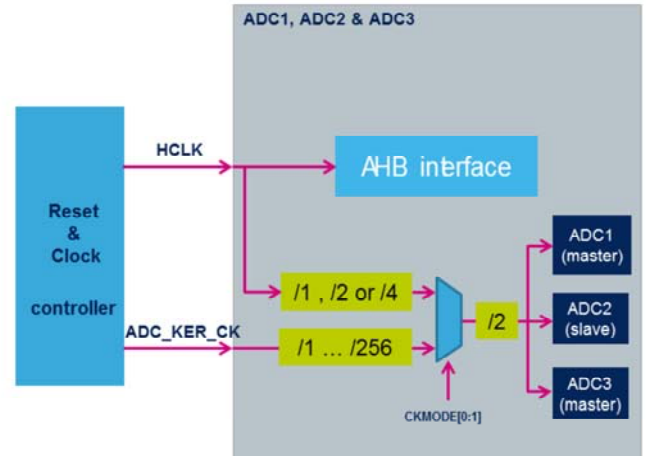 ADC1, ADC2 & ADC3
HCLK
AHB interface
Reset
&
Clock
controller
ADC_KER_CK
/1 , /2 or /4
/1 ... /256
/2
CKMODE[0:1]
ADC1
(master)
ADC2
(slave)
ADC3
(master)